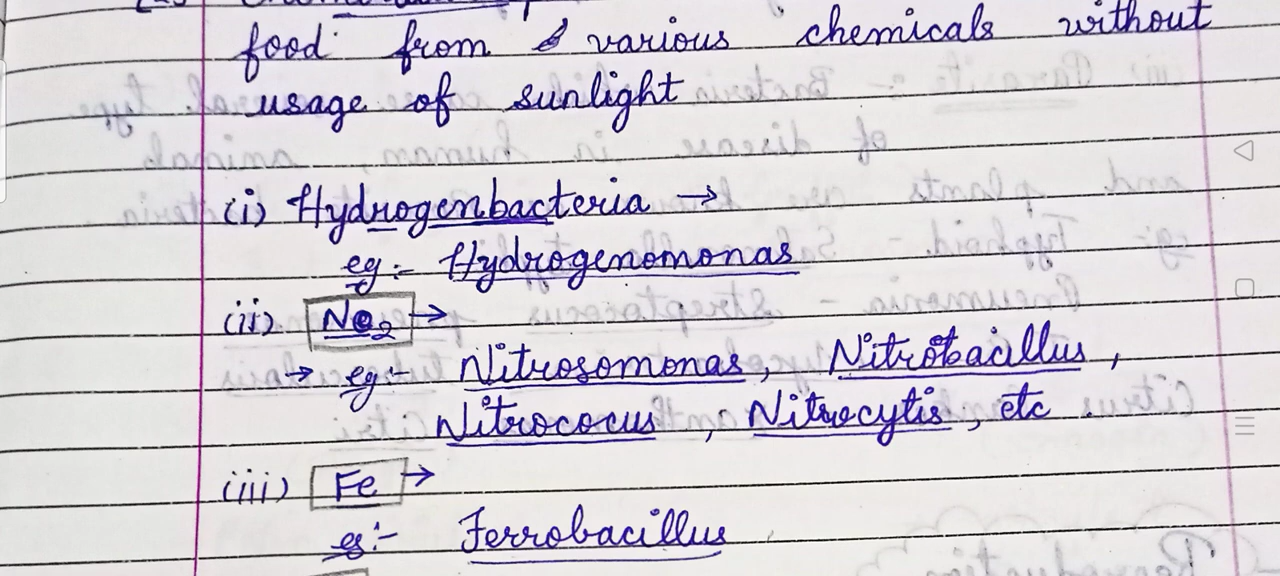 food from various chemicals without
usage of sunlight
(i) Hydrogenbacteria →
eg :- Hydrogenomonas
(ii) No2 →
→ eg :- Nitrosomonas, Nitrobacillus,
Nitrococus, Nitrocytis, etc.
(iii) Fe →
eg :- Ferrobacillus